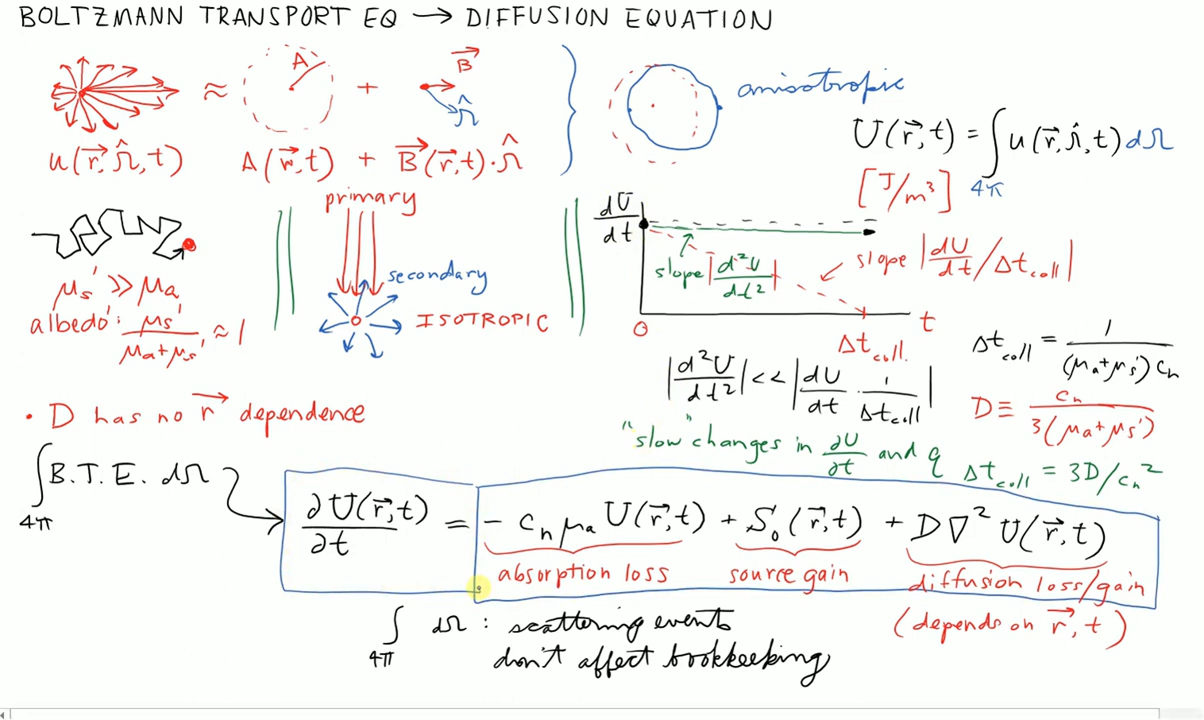 BOLTZMANN TRANSPORT EQ → DIFFUSION EQUATION
A
B⃗
Ω̂
≈ +
anisotropic
u(r⃗, Ω̂, t) A(r⃗, t) + B⃗(r⃗, t)·Ω̂
U(r⃗, t) = ∫4π u(r⃗, Ω̂, t) dΩ
[J/m³]
μs' >> μa
albedo': μs'/(μa+μs') ≈ 1
primary
secondary
ISOTROPIC
dU/dt
slope |d²U/dt²|
slope |dU/dt/Δtcoll|
0
t
Δtcoll.
|d²U/dt²| << |dU/dt · 1/Δtcoll|
Δtcoll = 1/((μa+μs') cn)
D ≡ cn/(3(μa+μs'))
"slow" changes in ∂U/∂t and q
Δtcoll = 3D/cn²
• D has no r⃗ dependence
∫4π B.T.E. dΩ
∂U(r⃗, t)/∂t = - cn μa U(r⃗, t) + S₀(r⃗, t) + D∇² U(r⃗, t)
absorption loss source gain diffusion loss/gain
(depends on r⃗, t)
∫4π dΩ : scattering events
don't affect bookkeeping